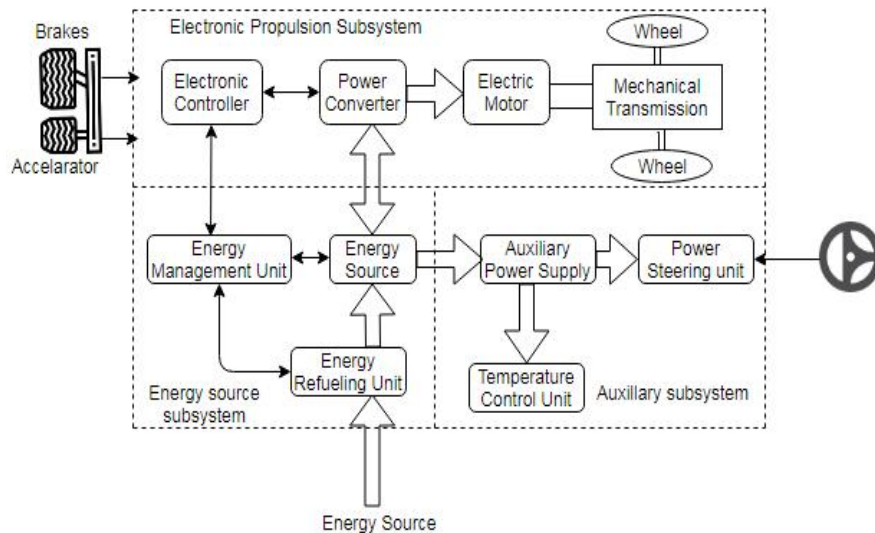 Brakes
Accelarator
Electronic Propulsion Subsystem
Electronic
Controller
Power
Converter
Electric
Motor
Wheel
Mechanical
Transmission
Wheel
Energy
Management Unit
Energy
Source
Auxiliary
Power Supply
Power
Steering unit
Energy
Refueling Unit
Energy source
subsystem
Temperature
Control Unit
Auxillary subsystem
Energy Source